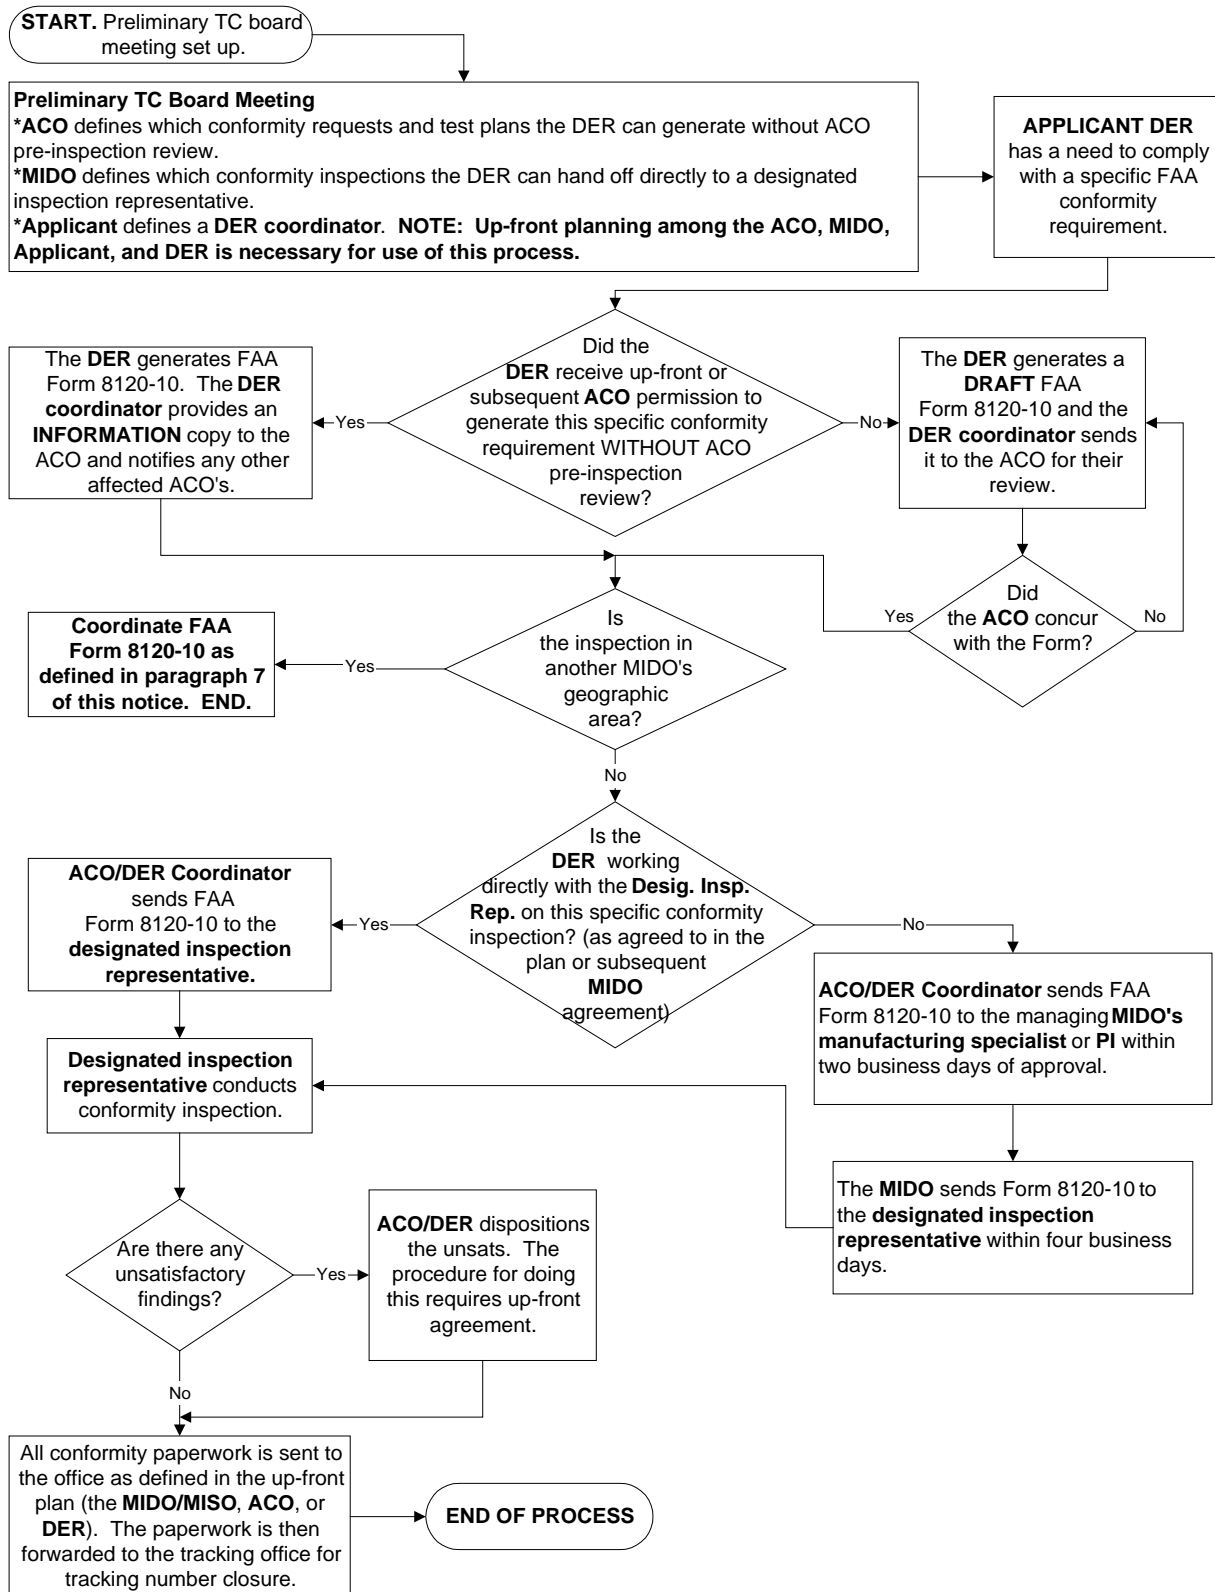 START. Preliminary TC board
meeting set up.
Preliminary TC Board Meeting
*ACO defines which conformity requests and test plans the DER can generate without ACO
pre-inspection review.
*MIDO defines which conformity inspections the DER can hand off directly to a designated
inspection representative.
*Applicant defines a DER coordinator. NOTE: Up-front planning among the ACO, MIDO,
Applicant, and DER is necessary for use of this process.
APPLICANT DER
has a need to comply
with a specific FAA
conformity
requirement.
Did the
DER receive up-front or
subsequent ACO permission to
generate this specific conformity
requirement WITHOUT ACO
pre-inspection
review?
Yes
No
The DER generates FAA
Form 8120-10. The DER
coordinator provides an
INFORMATION copy to the
ACO and notifies any other
affected ACO's.
The DER generates a
DRAFT FAA
Form 8120-10 and the
DER coordinator sends
it to the ACO for their
review.
Did
the ACO concur
with the Form?
Yes
No
Is
the inspection in
another MIDO's
geographic
area?
Yes
No
Coordinate FAA
Form 8120-10 as
defined in paragraph 7
of this notice. END.
Is the
DER working
directly with the Desig. Insp.
Rep. on this specific conformity
inspection? (as agreed to in the
plan or subsequent
MIDO
agreement)
Yes
No
ACO/DER Coordinator
sends FAA
Form 8120-10 to the
designated inspection
representative.
ACO/DER Coordinator sends FAA
Form 8120-10 to the managing MIDO's
manufacturing specialist or PI within
two business days of approval.
Designated inspection
representative conducts
conformity inspection.
The MIDO sends Form 8120-10 to
the designated inspection
representative within four business
days.
Are there any
unsatisfactory
findings?
Yes
No
ACO/DER dispositions
the unsats. The
procedure for doing
this requires up-front
agreement.
All conformity paperwork is sent to
the office as defined in the up-front
plan (the MIDO/MISO, ACO, or
DER). The paperwork is then
forwarded to the tracking office for
tracking number closure.
END OF PROCESS